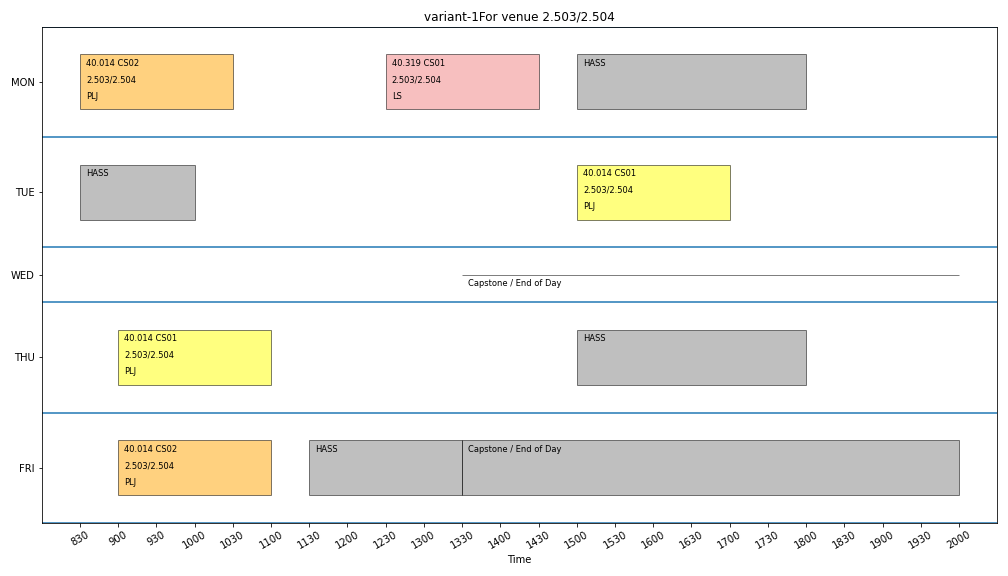 variant-1For venue 2.503/2.504
MON
40.014 CS02
2.503/2.504
PLJ
40.319 CS01
2.503/2.504
LS
HASS
TUE
HASS
40.014 CS01
2.503/2.504
PLJ
WED
Capstone / End of Day
THU
40.014 CS01
2.503/2.504
PLJ
HASS
FRI
40.014 CS02
2.503/2.504
PLJ
HASS
Capstone / End of Day
830 900 930 1000 1030 1100 1130 1200 1230 1300 1330 1400 1430 1500 1530 1600 1630 1700 1730 1800 1830 1900 1930 2000
Time